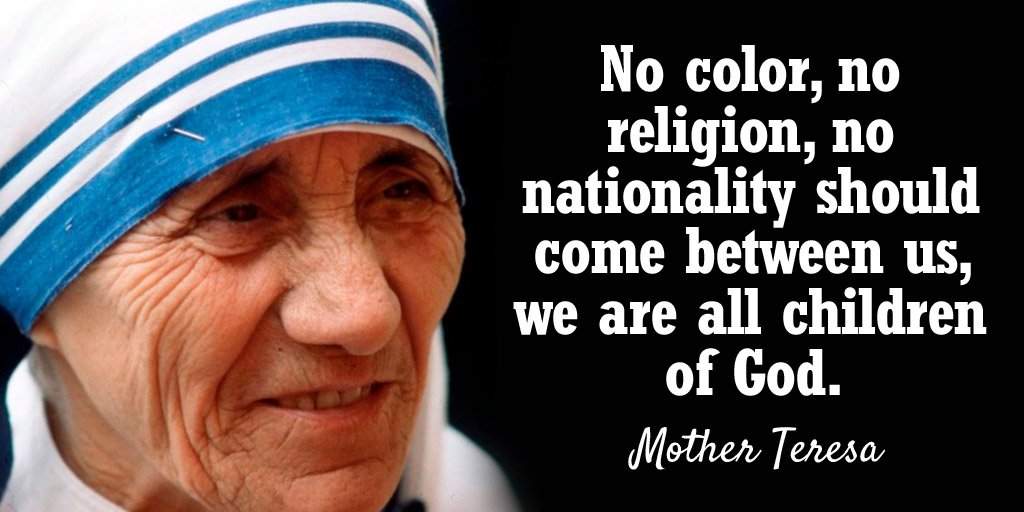 No color, no
religion, no
nationality should
come between us,
we are all children
of God.
Mother Teresa